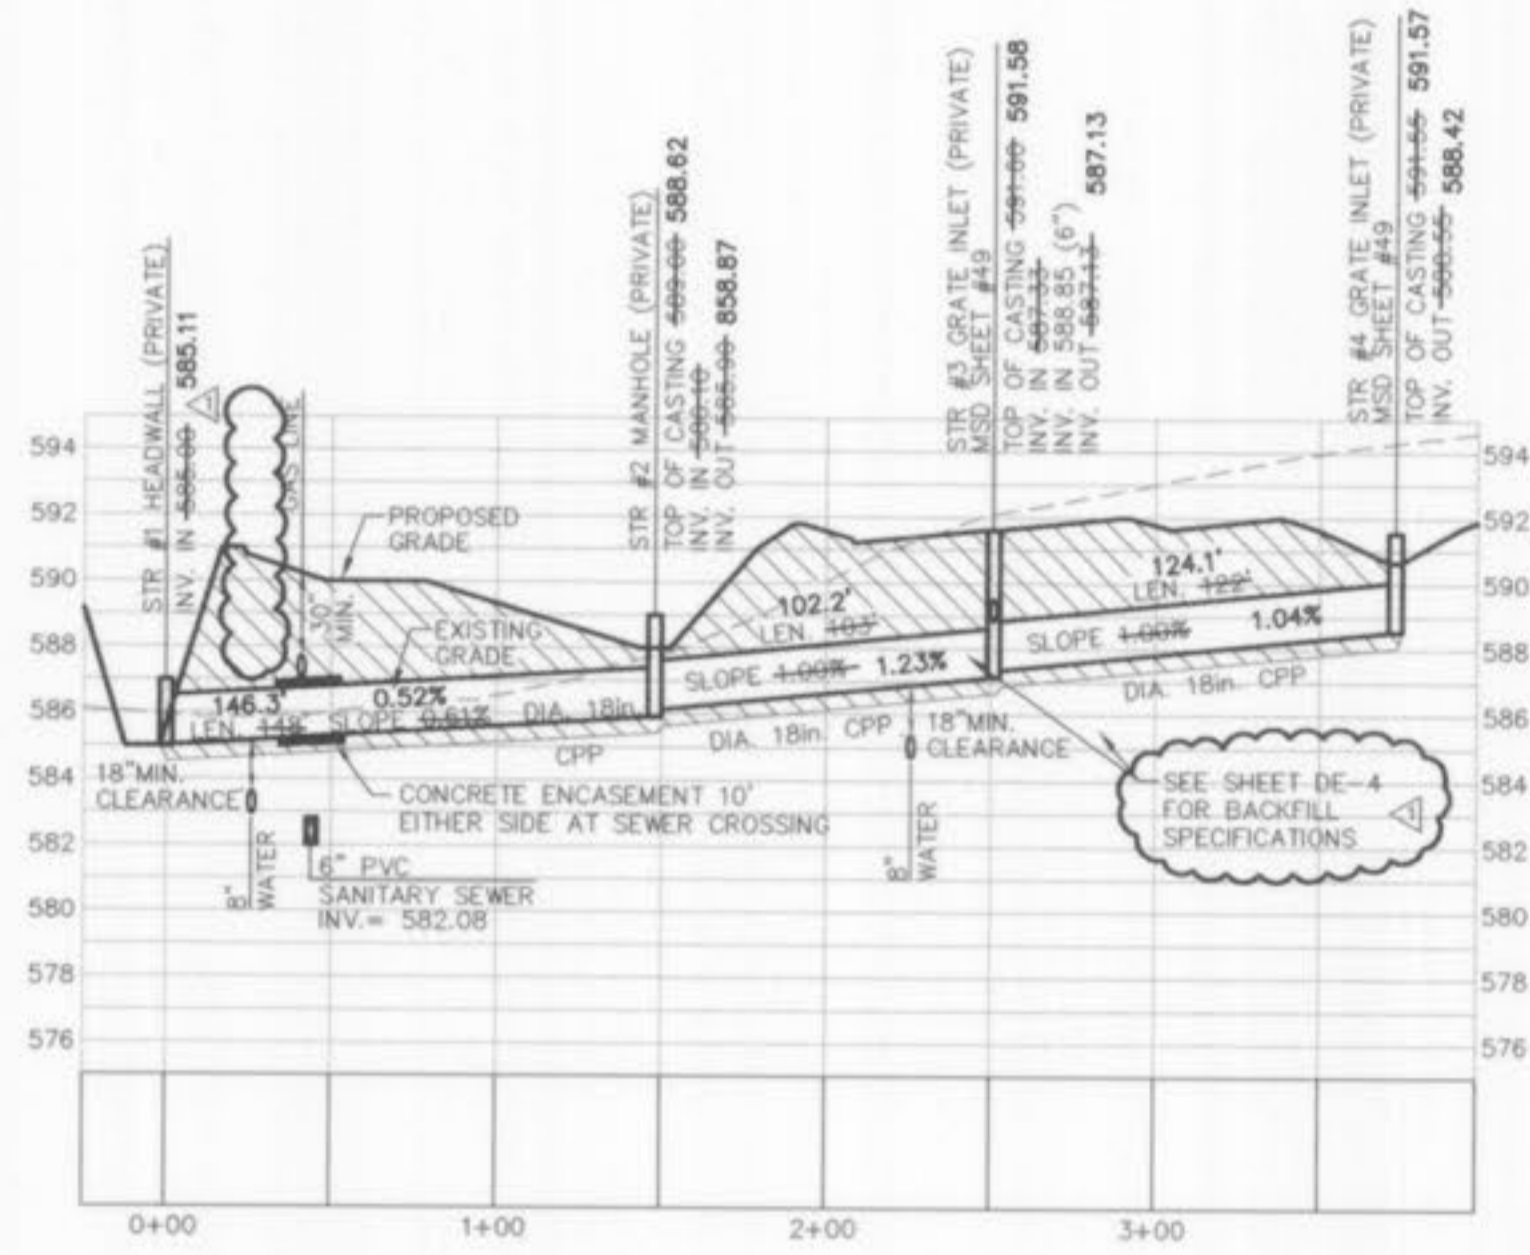 STR #1 HEADWALL (PRIVATE)
INV. IN 585.00 585.11
GAS LINE
STR #2 MANHOLE (PRIVATE)
TOP OF CASTING 589.00 588.62
INV. IN 586.10
INV. OUT 585.90 858.87
STR #3 GRATE INLET (PRIVATE)
MSD SHEET #49
TOP OF CASTING 591.60 591.58
INV. IN 587.33
INV. IN 588.85 (6")
INV. OUT 587.13 587.13
STR #4 GRATE INLET (PRIVATE)
MSD SHEET #49
TOP OF CASTING 591.55 591.57
INV. OUT 588.55 588.42
594
592
590
588
586
584
582
580
578
576
594
592
590
588
586
584
582
580
578
576
PROPOSED
GRADE
30"
MIN.
EXISTING
GRADE
146.3'
0.52%
LEN. 148' SLOPE 0.61% DIA. 18in.
CPP
102.2'
LEN. 103'
SLOPE 1.00% 1.23%
DIA. 18in. CPP
124.1'
LEN. 122'
SLOPE 1.00% 1.04%
DIA. 18in. CPP
18"MIN.
CLEARANCE
18"MIN.
CLEARANCE
CONCRETE ENCASEMENT 10'
EITHER SIDE AT SEWER CROSSING
8"
WATER
6" PVC
SANITARY SEWER
INV.= 582.08
8"
WATER
SEE SHEET DE-4
FOR BACKFILL
SPECIFICATIONS
1
1
0+00
1+00
2+00
3+00